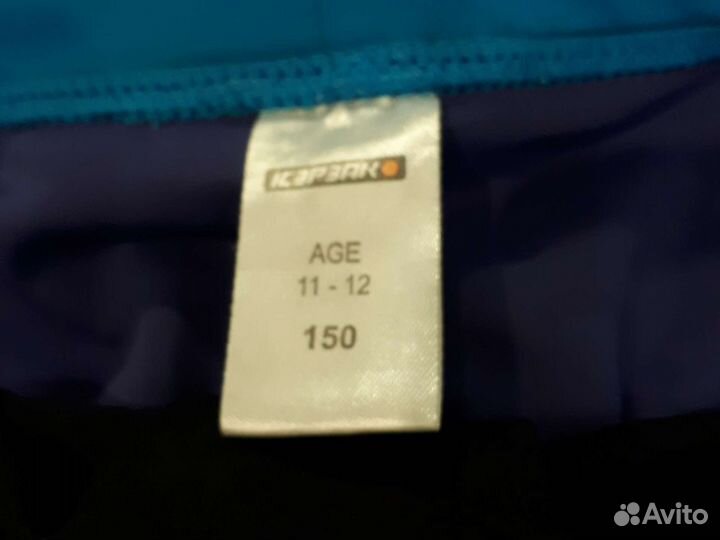 ICEPEAK
AGE
11 - 12
150
Avito